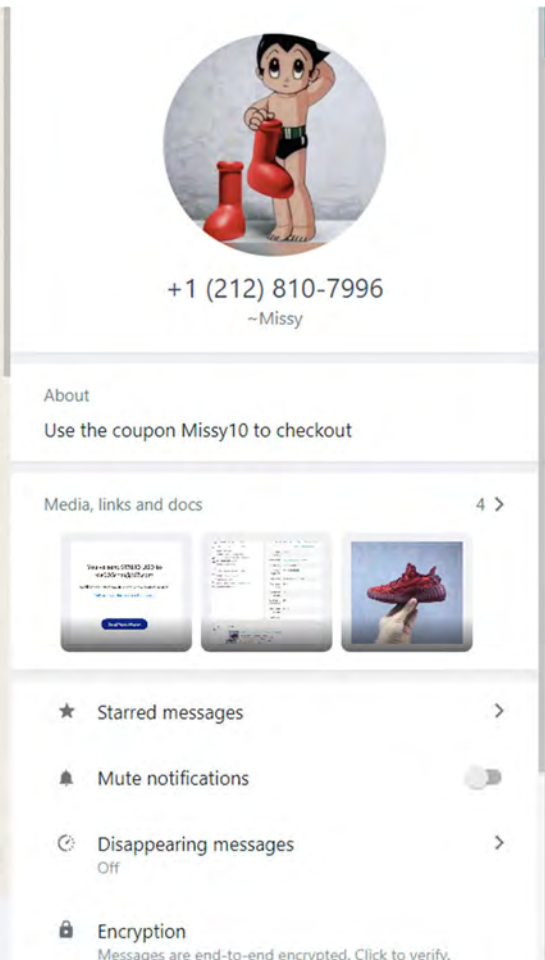 +1 (212) 810-7996
~Missy
About
Use the coupon Missy10 to checkout
Media, links and docs
4
Starred messages
Mute notifications
Disappearing messages
Off
Encryption
Messages are end-to-end encrypted. Click to verify.